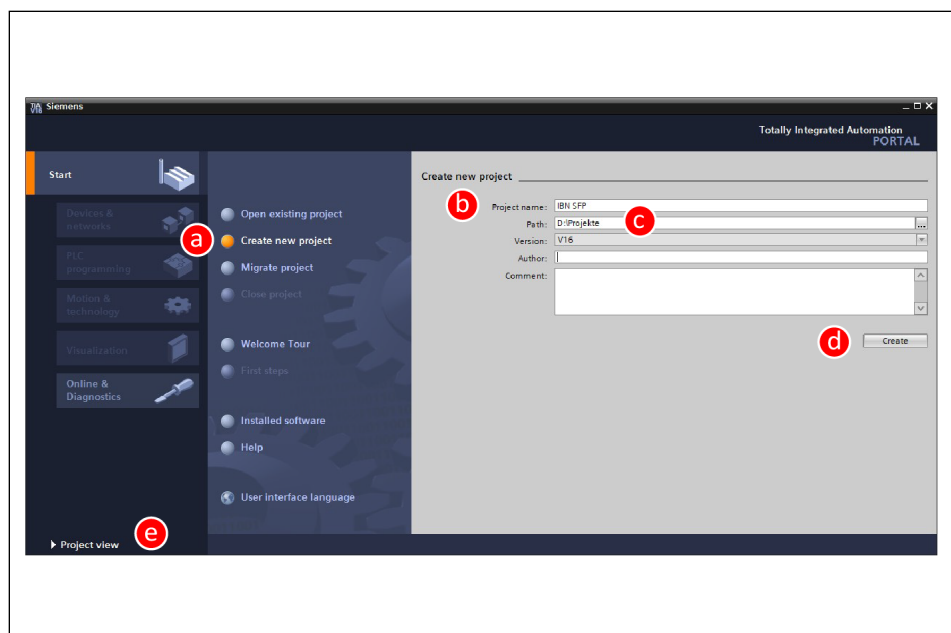 Siemens
Totally Integrated Automation
PORTAL
Start
Devices &
networks
PLC
programming
Motion &
technology
Visualization
Online &
Diagnostics
Project view
e
Open existing project
a
Create new project
Migrate project
Close project
Welcome Tour
First steps
Installed software
Help
User interface language
Create new project
b
Project name:
IBN SFP
Path:
D:\Projekte
c
...
Version:
V16
Author:
Comment:
d
Create